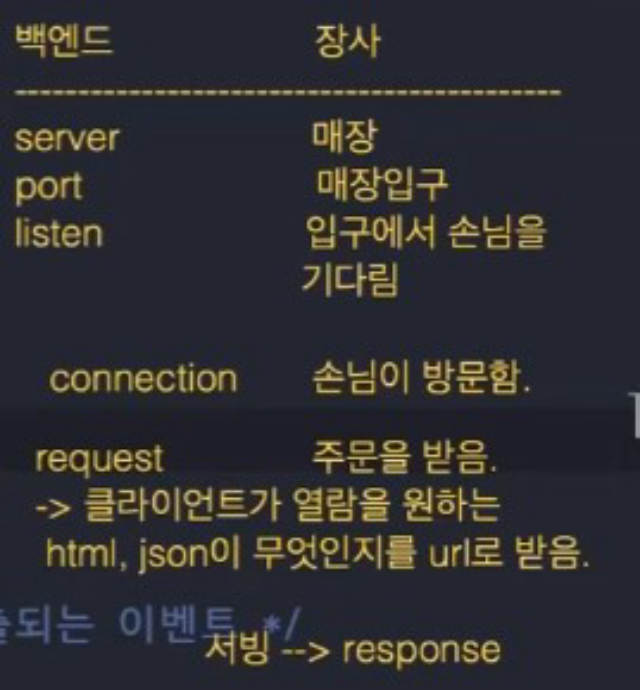 백엔드 장사
--------------------------------------------
server 매장
port 매장입구
listen 입구에서 손님을
기다림
connection 손님이 방문함.
request 주문을 받음.
-> 클라이언트가 열람을 원하는
html, json이 무엇인지를 url로 받음.
되는 이벤트 */
서빙 --> response